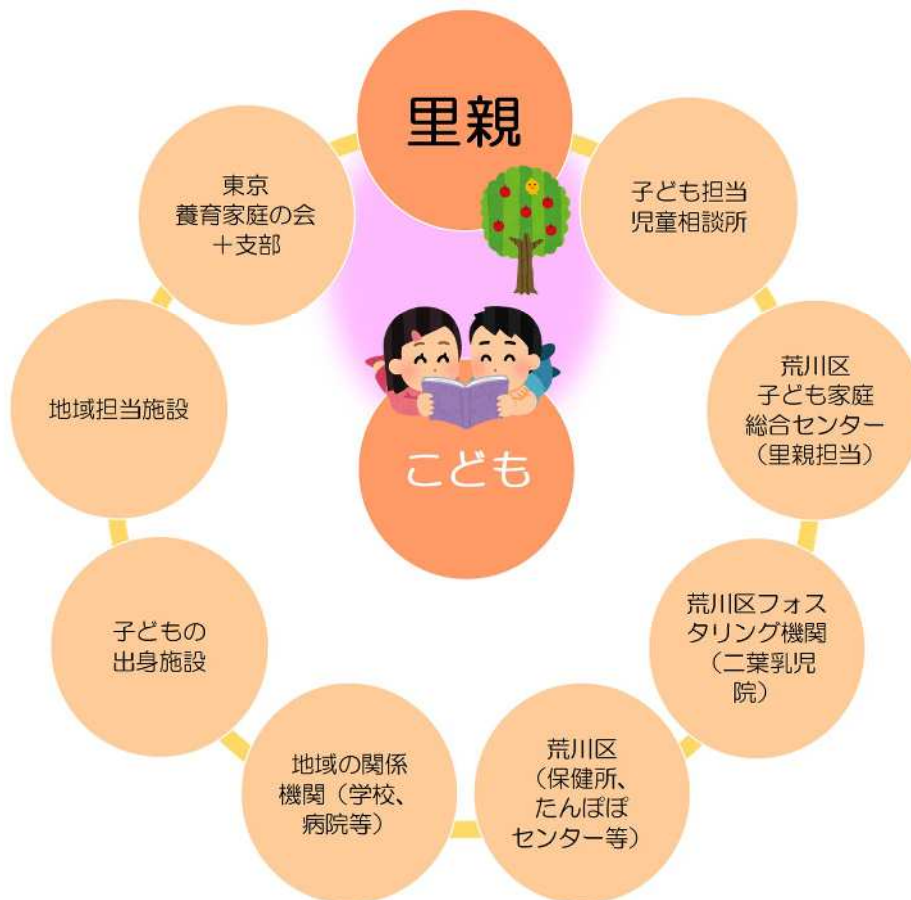 里親
子ども担当
児童相談所
荒川区
子ども家庭
総合センター
（里親担当）
荒川区フォス
タリング機関
（二葉乳児
院）
荒川区
（保健所、
たんぽぽ
センター等）
地域の関係
機関（学校、
病院等）
子どもの
出身施設
地域担当施設
東京
養育家庭の会
＋支部
こども